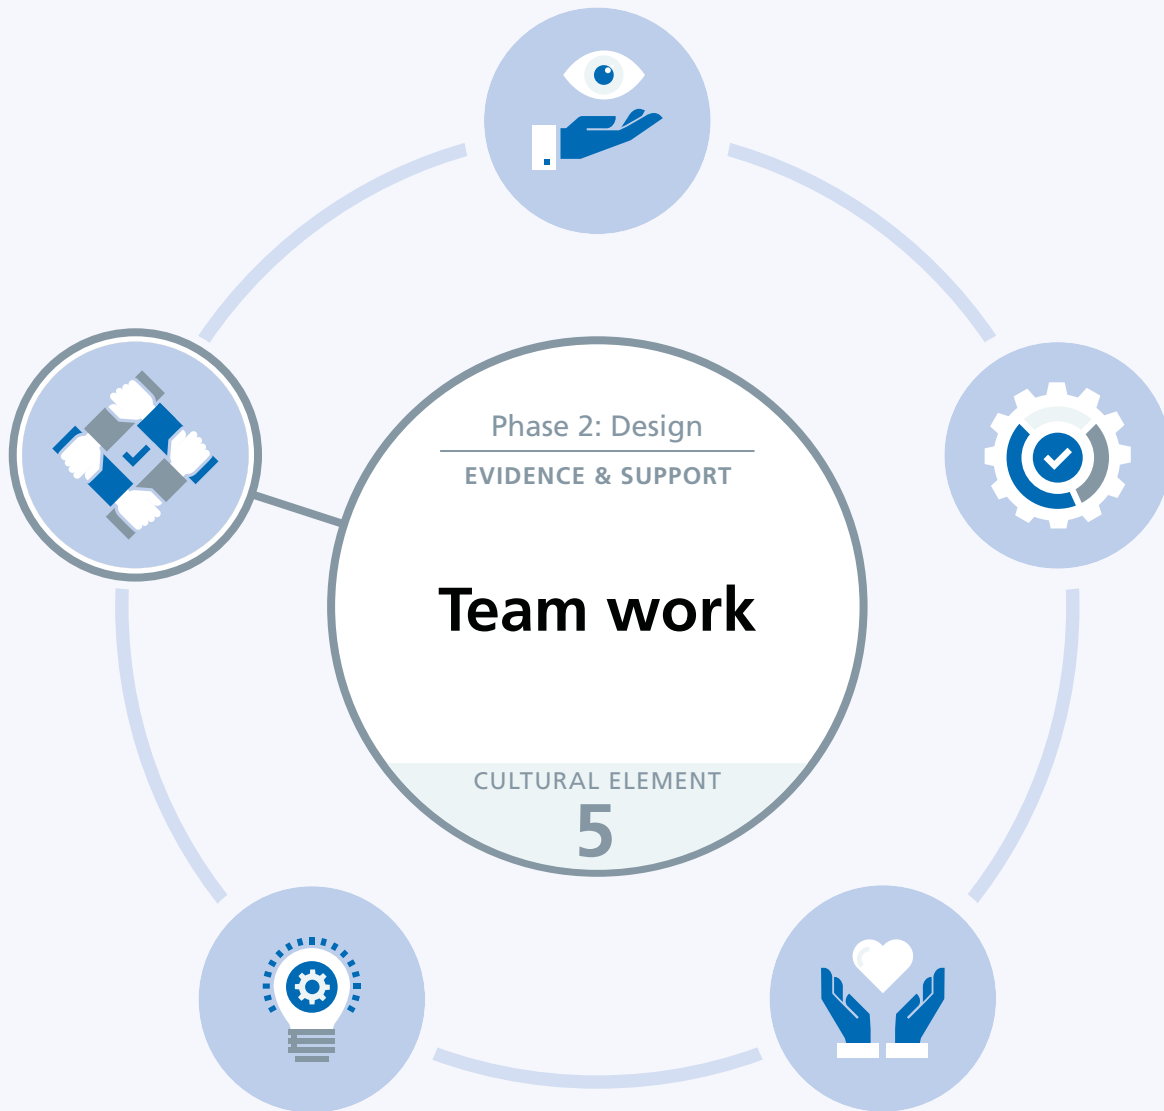 Phase 2: Design
EVIDENCE & SUPPORT
Team work
CULTURAL ELEMENT
5